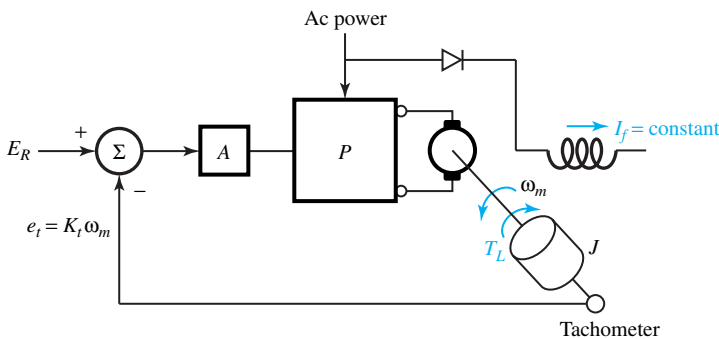 Ac power
I_f = constant
+
E_R
Σ
A
P
−
ω_m
e_t = K_t ω_m
T_L
J
Tachometer